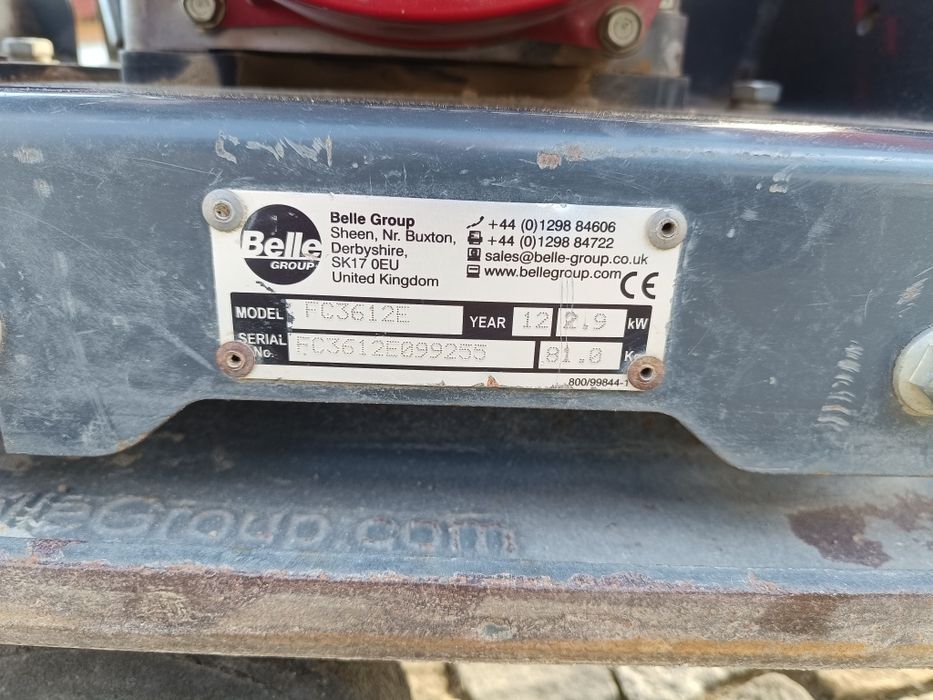 Belle
GROUP
Belle Group
Sheen, Nr. Buxton,
Derbyshire,
SK17 0EU
United Kingdom
+44 (0)1298 84606
+44 (0)1298 84722
sales@belle-group.co.uk
www.bellegroup.com
CE
MODEL FC3612E YEAR 12 2.9 kW
SERIAL No. FC3612E099255 81.0
800/99844-1
lleGroup.com